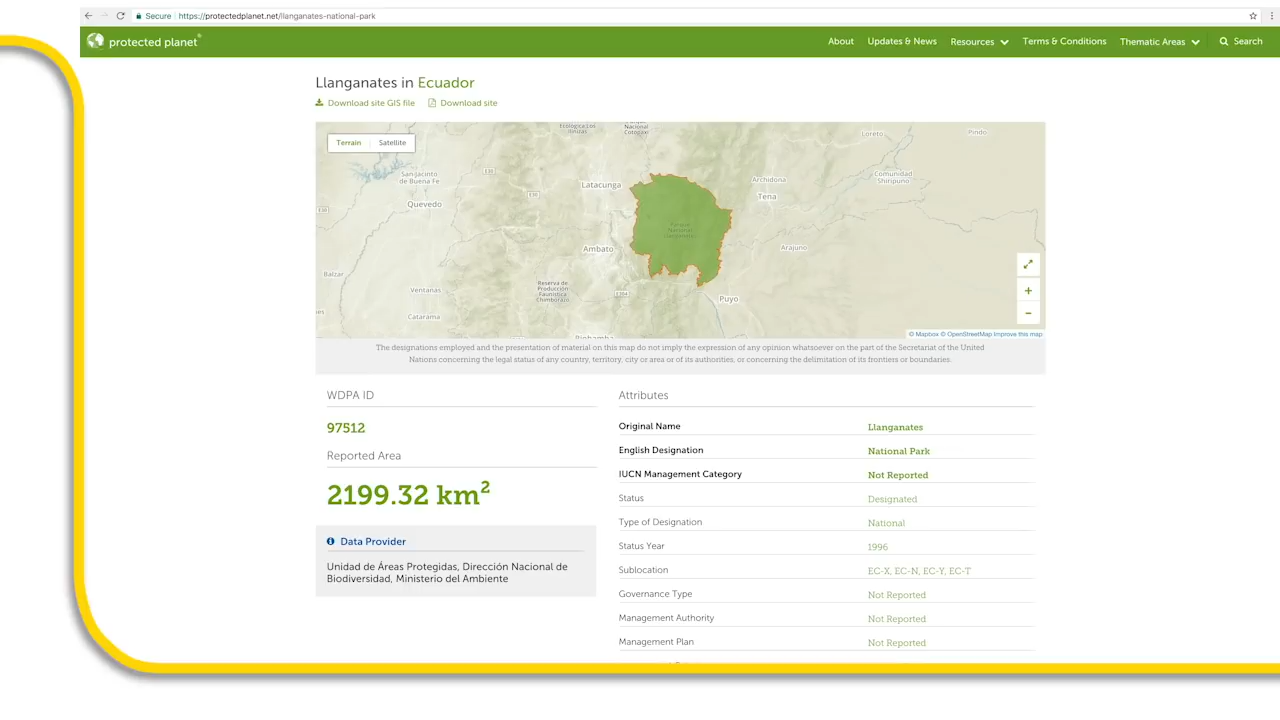 Secure https://protectedplanet.net/llanganates-national-park
protected planet®
About Updates & News Resources Terms & Conditions Thematic Areas Search
Llanganates in Ecuador
Download site GIS file Download site
Terrain Satellite
Nacional
Cotopaxi
Loreto
Pindo
San Jacinto
de Buena Fe
Latacunga
Archidona
Comunidad
Shiripuno
Tena
Quevedo
Parque
Nacional
Llanganates
Ambato
Arajuno
Balzar
Ventanas
Reserva de
Producción
Faunística
Chimborazo
Puyo
Catarama
© Mapbox © OpenStreetMap Improve this map
The designations employed and the presentation of material on this map do not imply the expression of any opinion whatsoever on the part of the Secretariat of the United
Nations concerning the legal status of any country, territory, city or area or of its authorities, or concerning the delimitation of its frontiers or boundaries.
WDPA ID
97512
Reported Area
2199.32 km²
Data Provider
Unidad de Áreas Protegidas, Dirección Nacional de
Biodiversidad, Ministerio del Ambiente
Attributes
Original Name Llanganates
English Designation National Park
IUCN Management Category Not Reported
Status Designated
Type of Designation National
Status Year 1996
Sublocation EC-X, EC-N, EC-Y, EC-T
Governance Type Not Reported
Management Authority Not Reported
Management Plan Not Reported